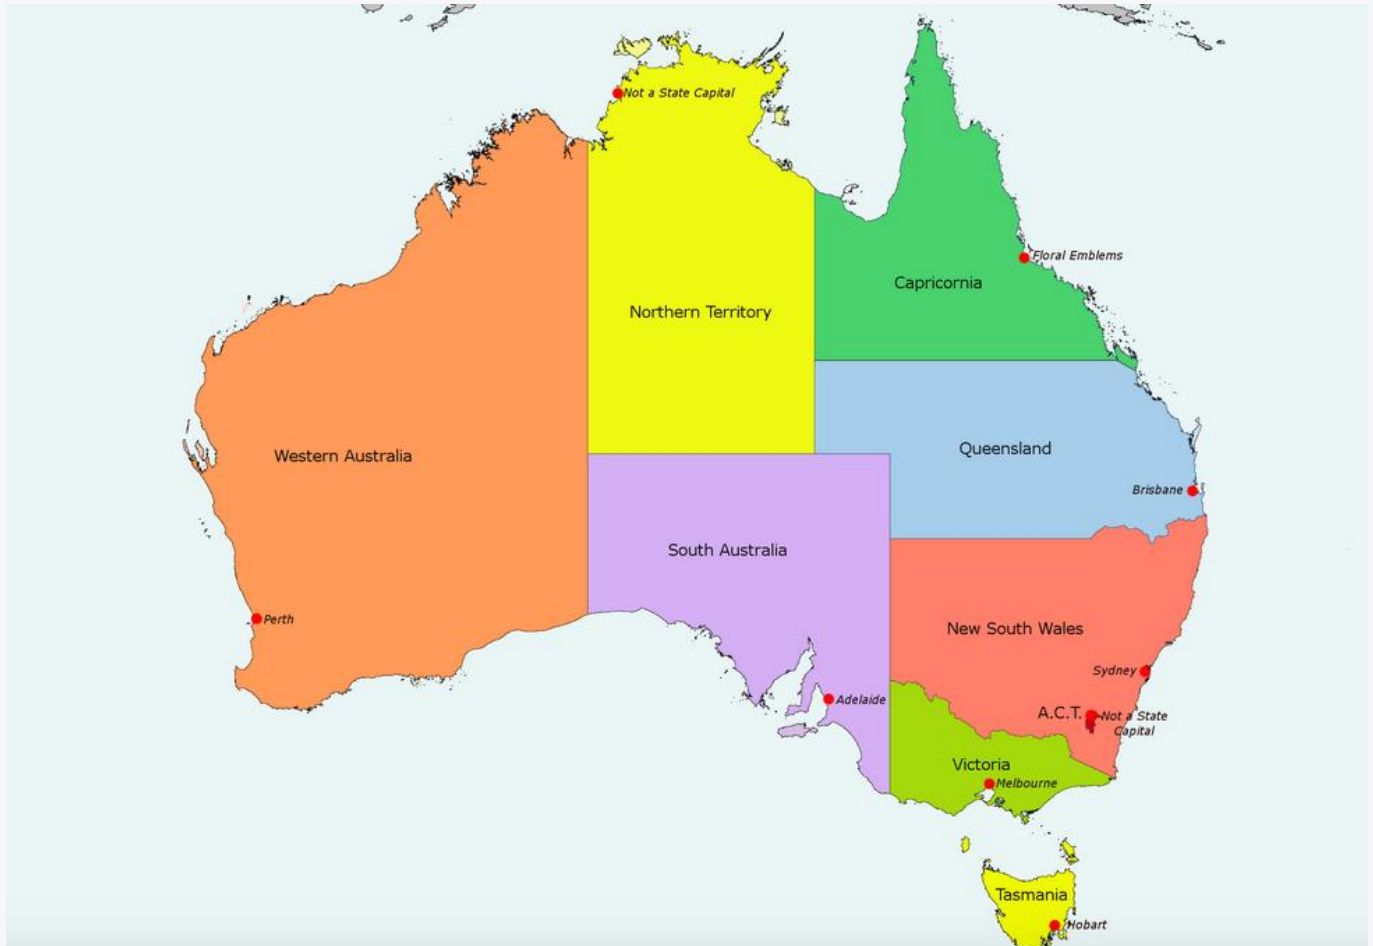 Not a State Capital
Floral Emblems
Capricornia
Northern Territory
Queensland
Western Australia
Brisbane
South Australia
Perth
New South Wales
Sydney
Adelaide
A.C.T.
Not a State
Capital
Victoria
Melbourne
Tasmania
Hobart